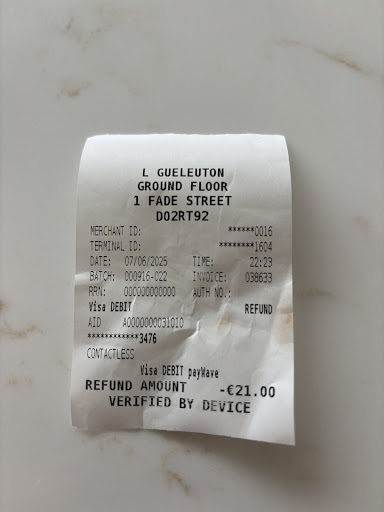 L GUELEUTON
GROUND FLOOR
1 FADE STREET
D02RT92
MERCHANT ID: ******0016
TERMINAL ID: ********1604
DATE: 07/06/2025 TIME: 22:23
BATCH: 000916-022 INVOICE: 038633
RRN: 000000000000 AUTH NO.:
Visa DEBIT REFUND
AID A0000000031010
************3476
CONTACTLESS
Visa DEBIT payWave
REFUND AMOUNT -€21.00
VERIFIED BY DEVICE